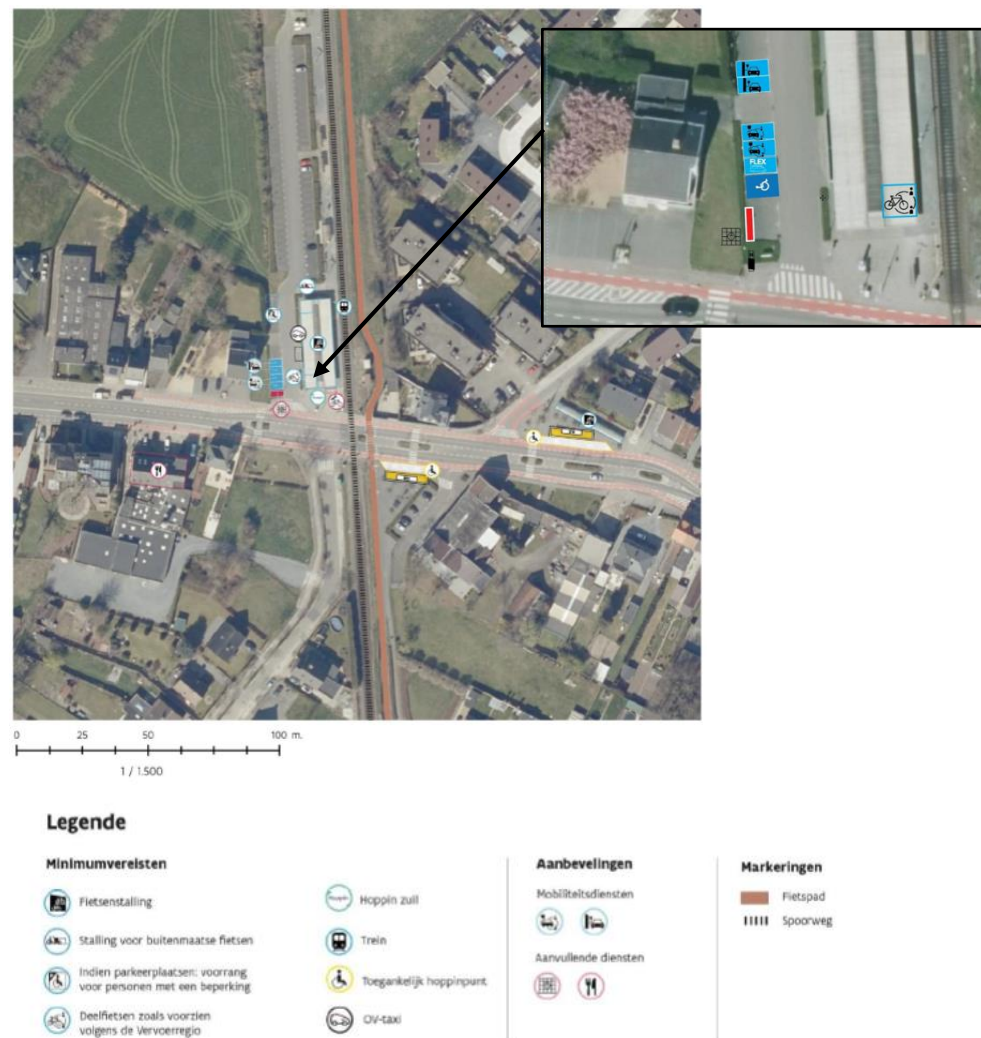 FLEX
0 25 50 100 m.
1 / 1.500
Legende
Minimumvereisten
Fietsenstalling
Stalling voor buitenmaatse fietsen
Indien parkeerplaatsen: voorrang
voor personen met een beperking
Deelfietsen zoals voorzien
volgens de Vervoerregio
Hoppin zuil
Trein
Toegankelijk hoppinpunt
OV-taxi
Aanbevelingen
Mobiliteitsdiensten
Aanvullende diensten
Markeringen
Fietspad
Spoorweg